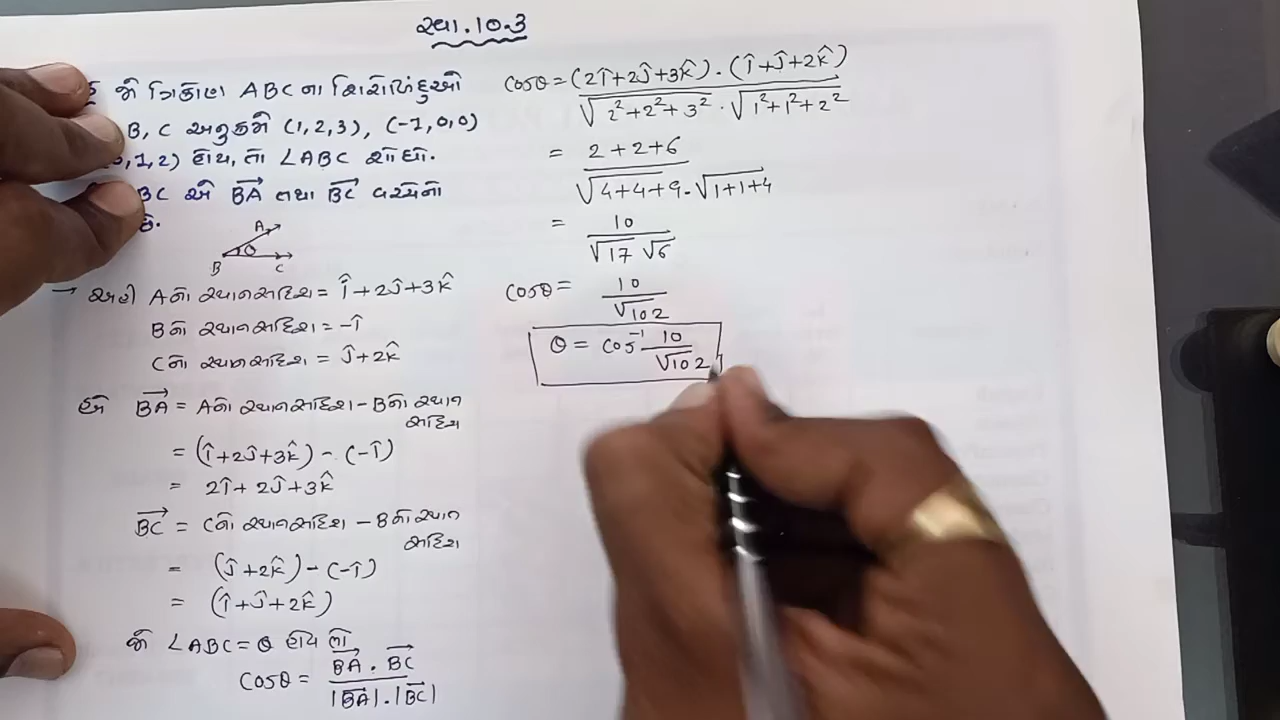 સ્વા.10.3
જો ત્રિકોણ ABC ના શિરોબિંદુઓ
B, C અનુક્રમે (1,2,3), (-1,0,0)
,1,2) હોય, તો ∠ABC શોધો.
BC એ BA→ તથા BC→ વચ્ચેનો
છે.
A
θ
B C
→ અહીં A નો સ્થાનસદિશ = î+2ĵ+3k̂
B નો સ્થાનસદિશ = -î
C નો સ્થાનસદિશ = ĵ+2k̂
હવે BA→ = A નો સ્થાનસદિશ - B નો સ્થાન
સદિશ
= (î+2ĵ+3k̂) - (-î)
= 2î+2ĵ+3k̂
BC→ = C નો સ્થાનસદિશ - B નો સ્થાન
સદિશ
= (ĵ+2k̂)-(-î)
= (î+ĵ+2k̂)
જો ∠ABC = θ હોય તો
cosθ = BA→ . BC→ / |BA→| . |BC→|
cosθ = (2î+2ĵ+3k̂) . (î+ĵ+2k̂) / √2²+2²+3² . √1²+1²+2²
= 2+2+6 / √4+4+9 . √1+1+4
= 10 / √17 √6
cosθ = 10 / √102
θ = cos⁻¹ 10 / √102